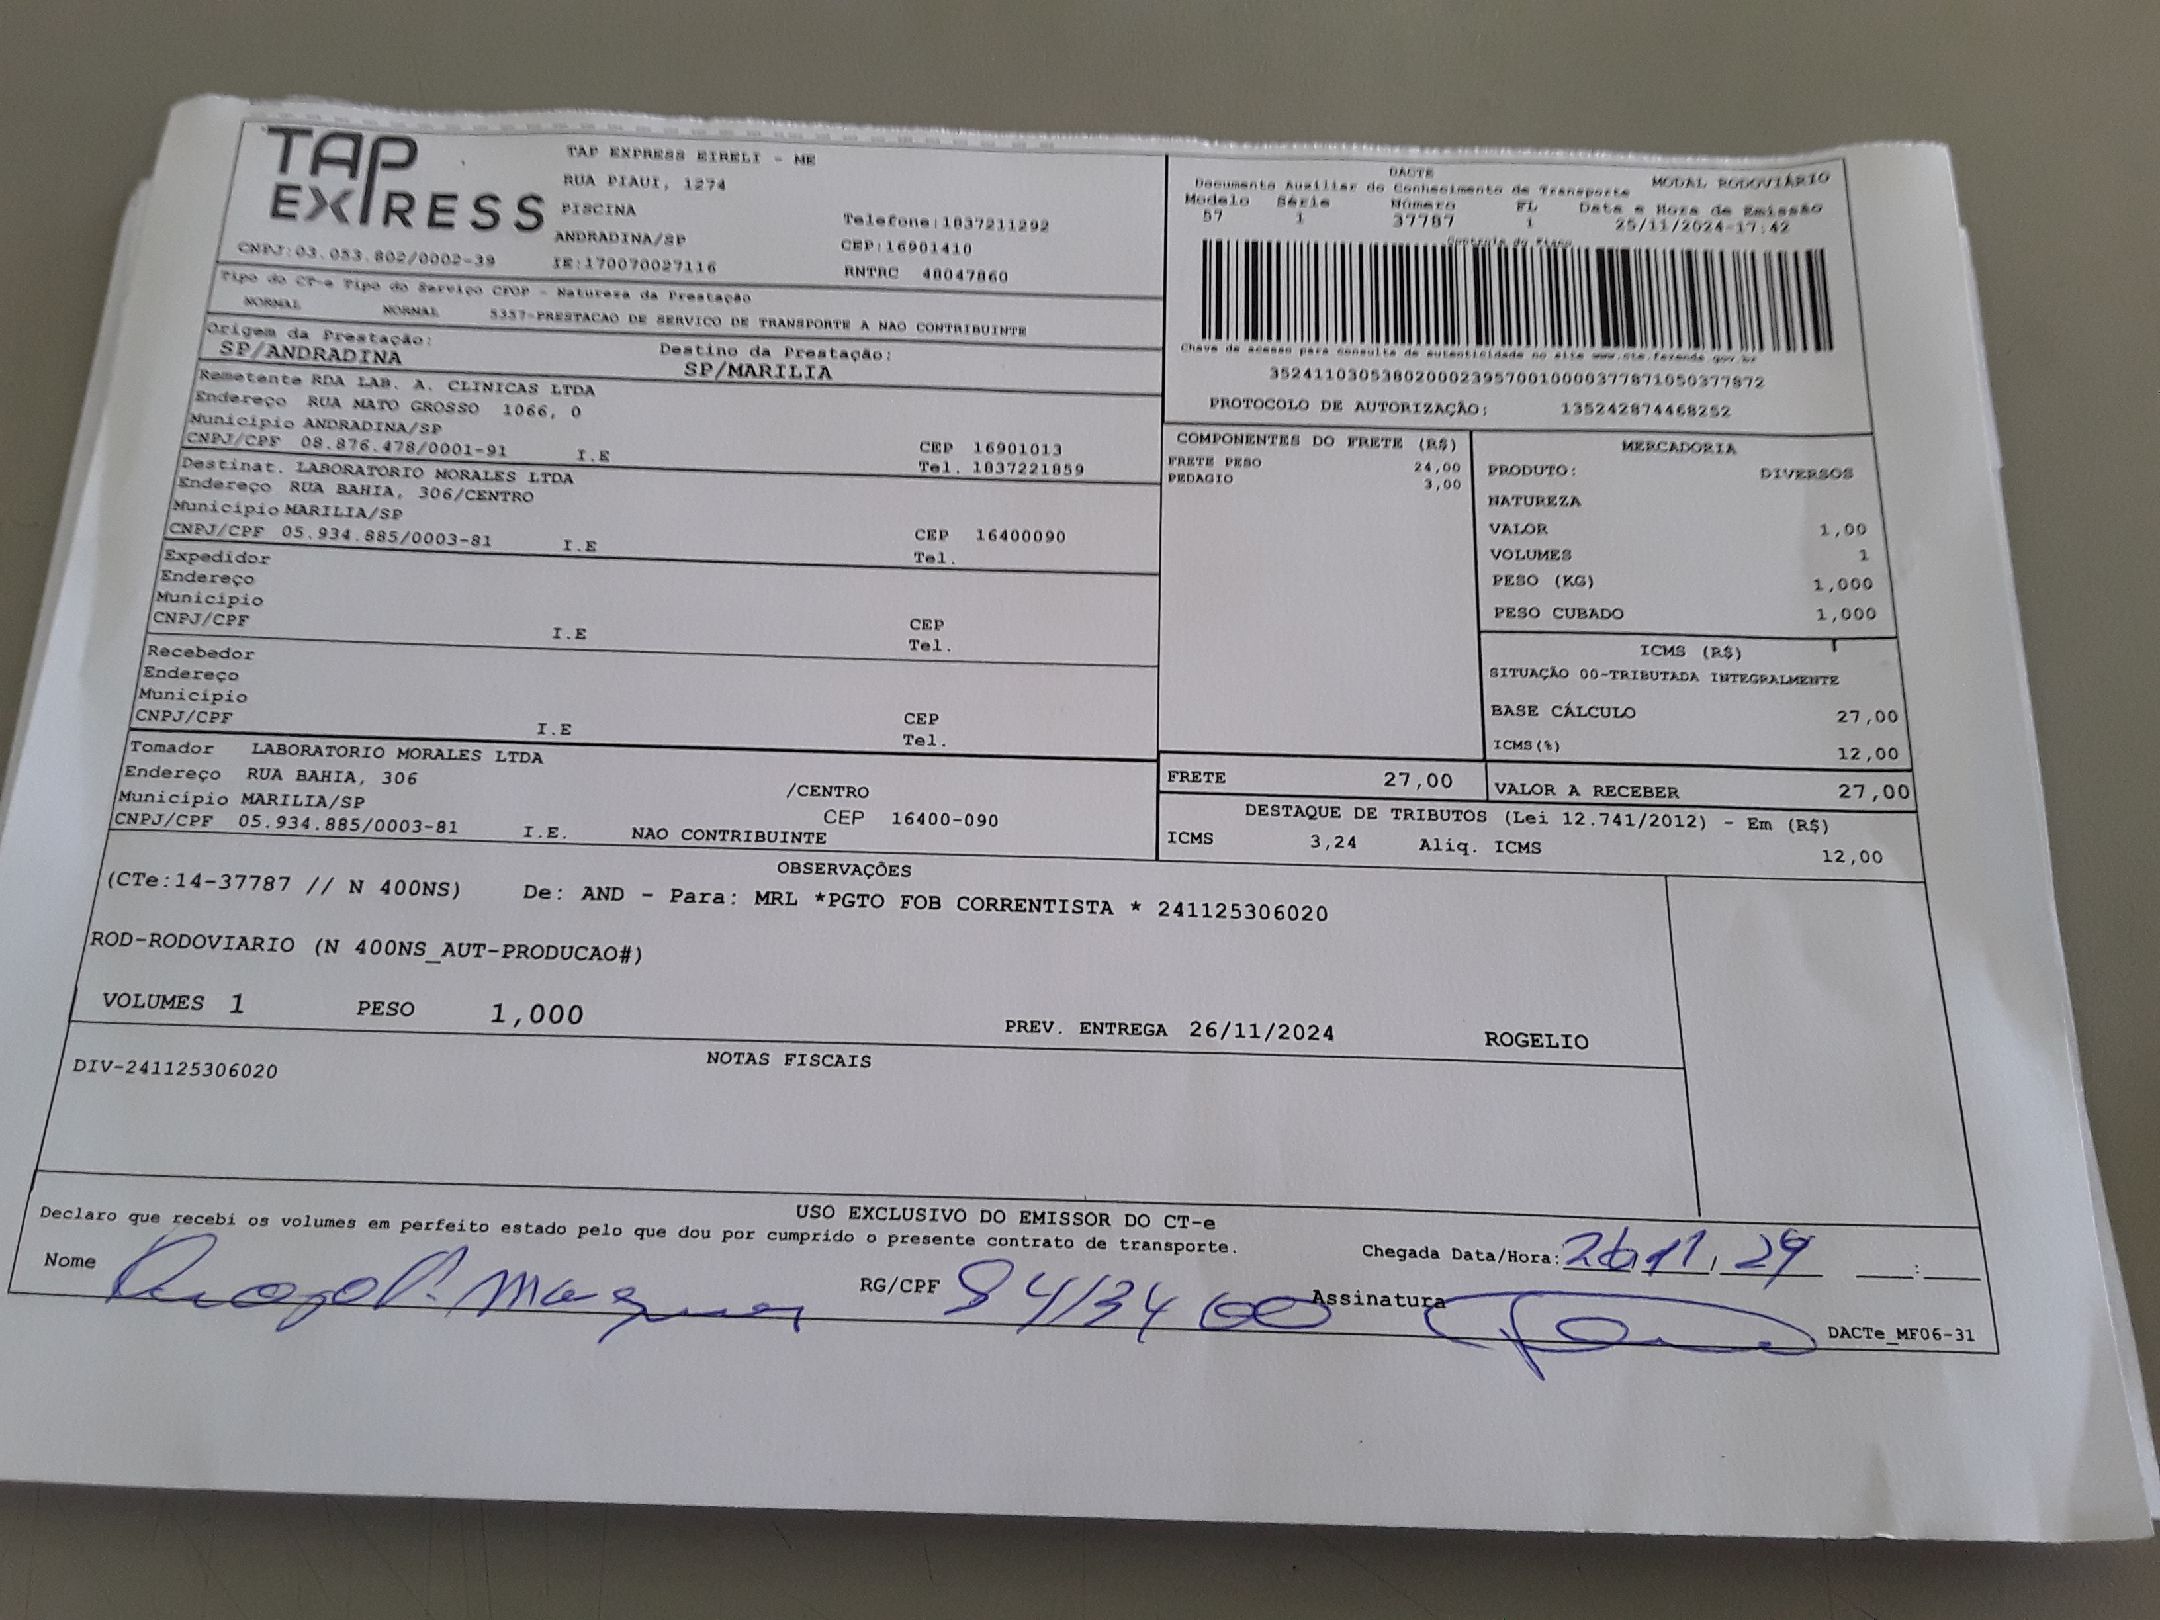 TAP EXPRESS
TAP EXPRESS EIRELI - ME
RUA PIAUI, 1274
PISCINA
ANDRADINA/SP
Telefone:1837211292
CEP:16901410
CNPJ:03.053.802/0002-39 IE:170070027116 RNTRC 48047860
Tipo do CT-e Tipo do Serviço CFOP - Natureza da Prestação
NORMAL NORMAL 5357-PRESTACAO DE SERVICO DE TRANSPORTE A NAO CONTRIBUINTE
Origem da Prestação: Destino da Prestação:
SP/ANDRADINA SP/MARILIA
Remetente RDA LAB. A. CLINICAS LTDA
Endereço RUA MATO GROSSO 1066, 0
Município ANDRADINA/SP CEP 16901013
CNPJ/CPF 08.876.478/0001-91 I.E Tel. 1837221859
Destinat. LABORATORIO MORALES LTDA
Endereço RUA BAHIA, 306/CENTRO
Município MARILIA/SP CEP 16400090
CNPJ/CPF 05.934.885/0003-81 I.E Tel.
Expedidor
Endereço
Município CEP
CNPJ/CPF I.E Tel.
Recebedor
Endereço
Município CEP
CNPJ/CPF I.E Tel.
Tomador LABORATORIO MORALES LTDA
Endereço RUA BAHIA, 306 /CENTRO
Município MARILIA/SP CEP 16400-090
CNPJ/CPF 05.934.885/0003-81 I.E. NAO CONTRIBUINTE
DACTE MODAL RODOVIÁRIO
Documento Auxiliar do Conhecimento de Transporte
Modelo Série Número FL Data e Hora de Emissão
57 1 37787 1 25/11/2024-17:42
Controle do Fisco
Chave de acesso para consulta de autenticidade no site www.cte.fazenda.gov.br
35241103053802000239570010000377871050377872
PROTOCOLO DE AUTORIZAÇÃO: 135242874468252
COMPONENTES DO FRETE (R$)
FRETE PESO 24,00
PEDAGIO 3,00
MERCADORIA
PRODUTO: DIVERSOS
NATUREZA
VALOR 1,00
VOLUMES 1
PESO (KG) 1,000
PESO CUBADO 1,000
ICMS (R$)
SITUAÇÃO 00-TRIBUTADA INTEGRALMENTE
BASE CÁLCULO 27,00
ICMS(%) 12,00
FRETE 27,00 VALOR A RECEBER 27,00
DESTAQUE DE TRIBUTOS (Lei 12.741/2012) - Em (R$)
ICMS 3,24 Aliq. ICMS 12,00
OBSERVAÇÕES
(CTe:14-37787 // N 400NS) De: AND - Para: MRL *PGTO FOB CORRENTISTA * 241125306020
ROD-RODOVIARIO (N 400NS_AUT-PRODUCAO#)
VOLUMES 1 PESO 1,000 PREV. ENTREGA 26/11/2024 ROGELIO
NOTAS FISCAIS
DIV-241125306020
USO EXCLUSIVO DO EMISSOR DO CT-e
Declaro que recebi os volumes em perfeito estado pelo que dou por cumprido o presente contrato de transporte.
Chegada Data/Hora: __:__
Nome RG/CPF Assinatura
DACTe_MF06-31